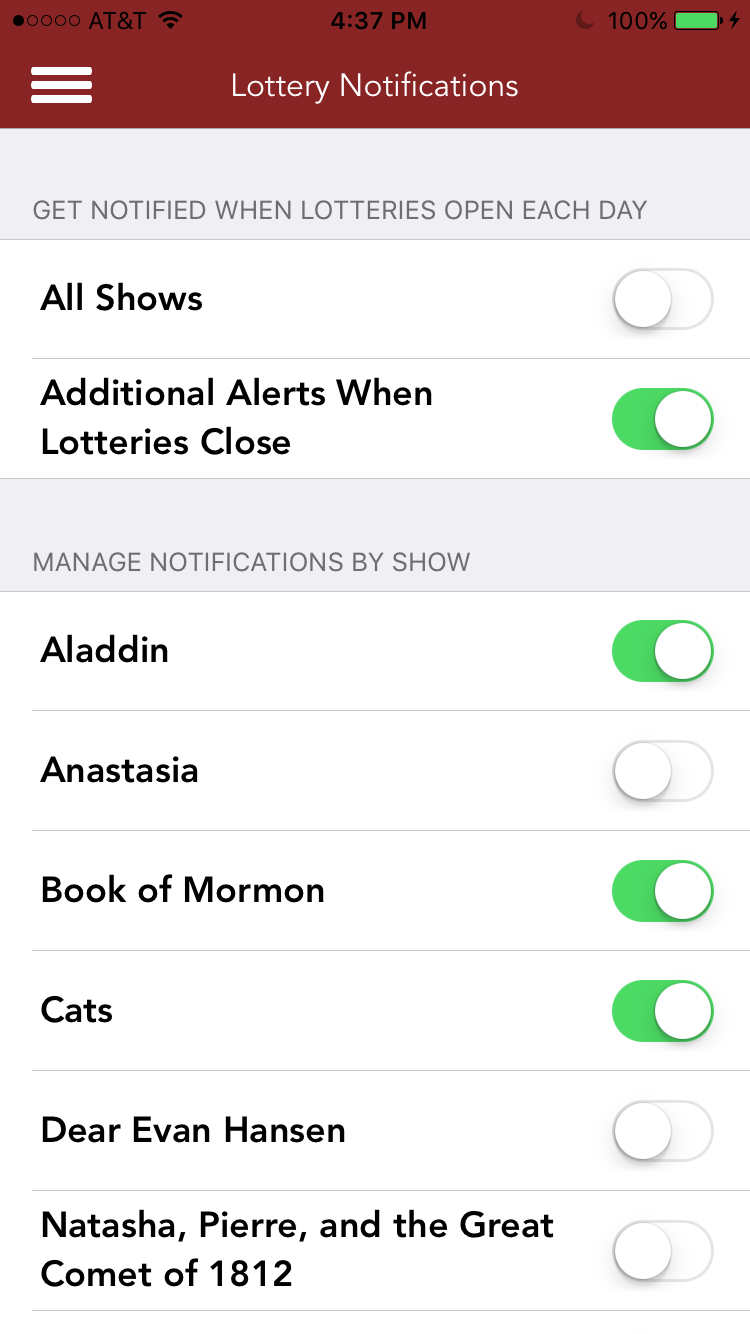 AT&T 4:37 PM 100%
Lottery Notifications
GET NOTIFIED WHEN LOTTERIES OPEN EACH DAY
All Shows
Additional Alerts When
Lotteries Close
MANAGE NOTIFICATIONS BY SHOW
Aladdin
Anastasia
Book of Mormon
Cats
Dear Evan Hansen
Natasha, Pierre, and the Great
Comet of 1812